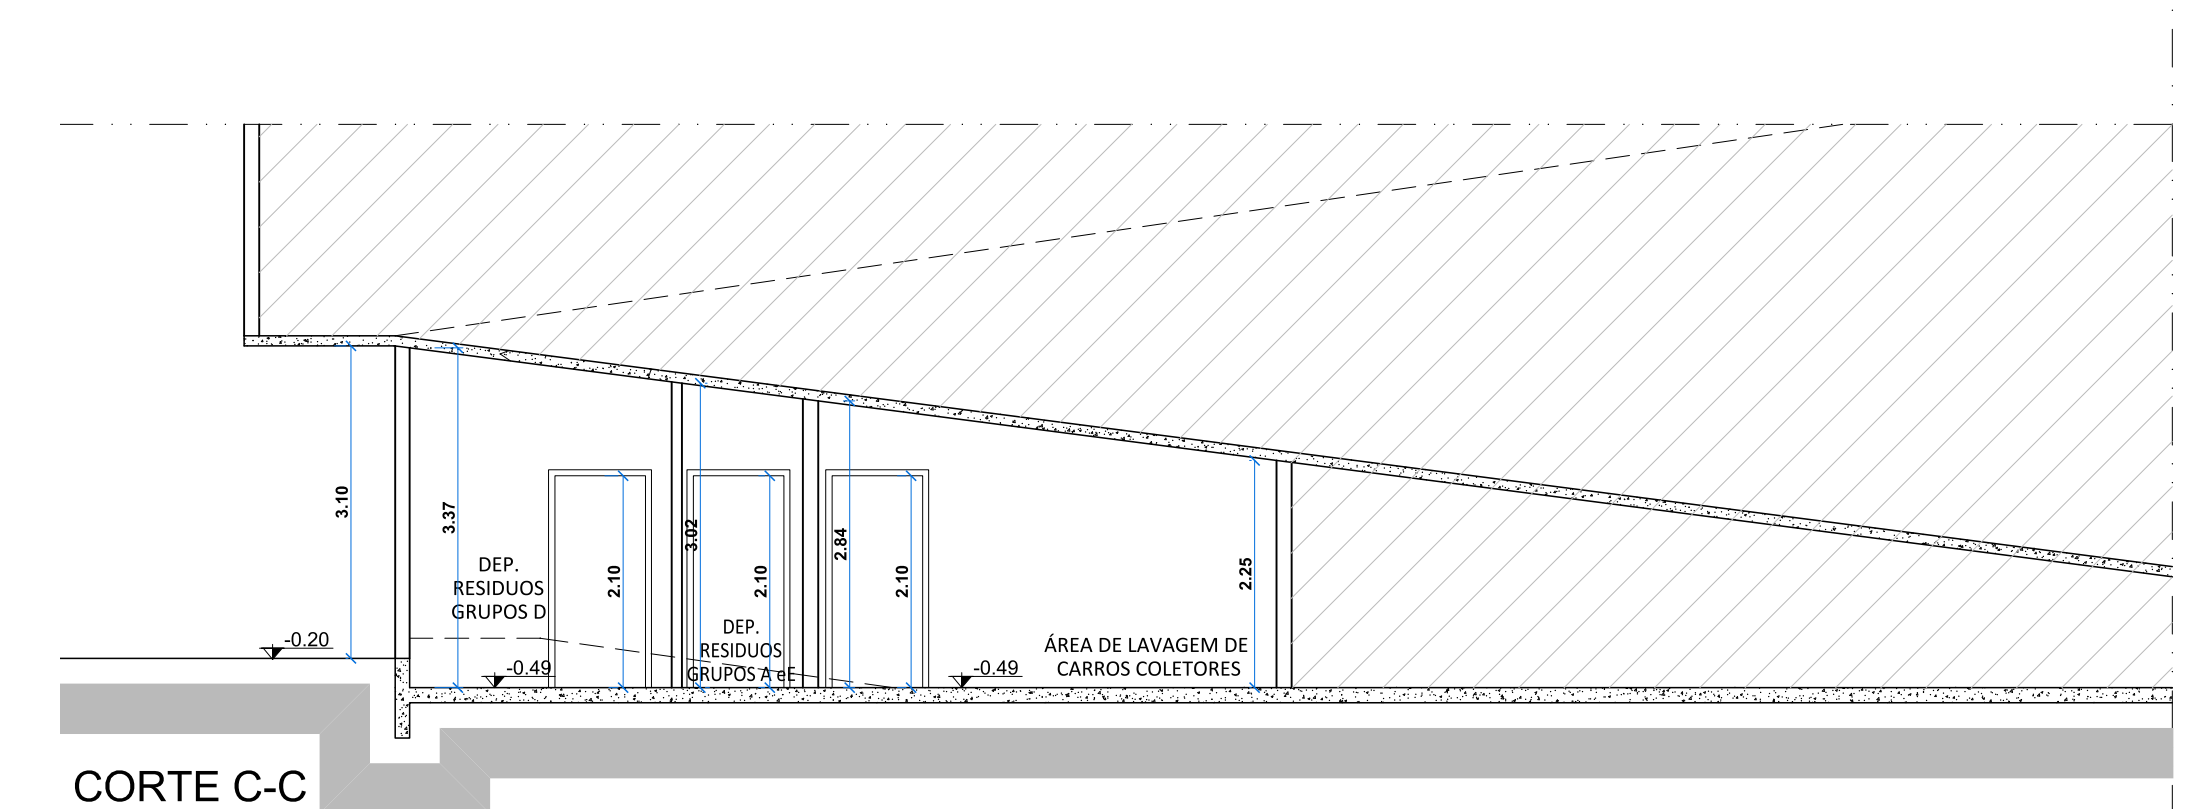 3.10
3.37
3.02
2.84
2.10
2.10
2.10
2.25
DEP.
RESIDUOS
GRUPOS D
DEP.
RESIDUOS
GRUPOS A eE
ÁREA DE LAVAGEM DE
CARROS COLETORES
-0.20
-0.49
-0.49
CORTE C-C